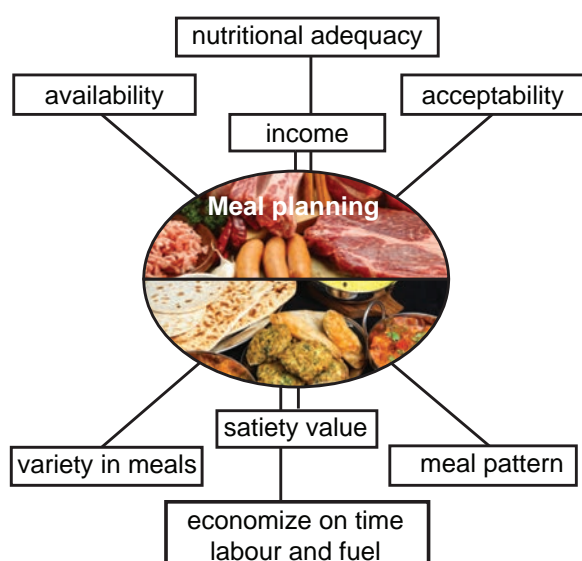 nutritional adequacy
availability
acceptability
income
Meal planning
satiety value
variety in meals
meal pattern
economize on time
labour and fuel